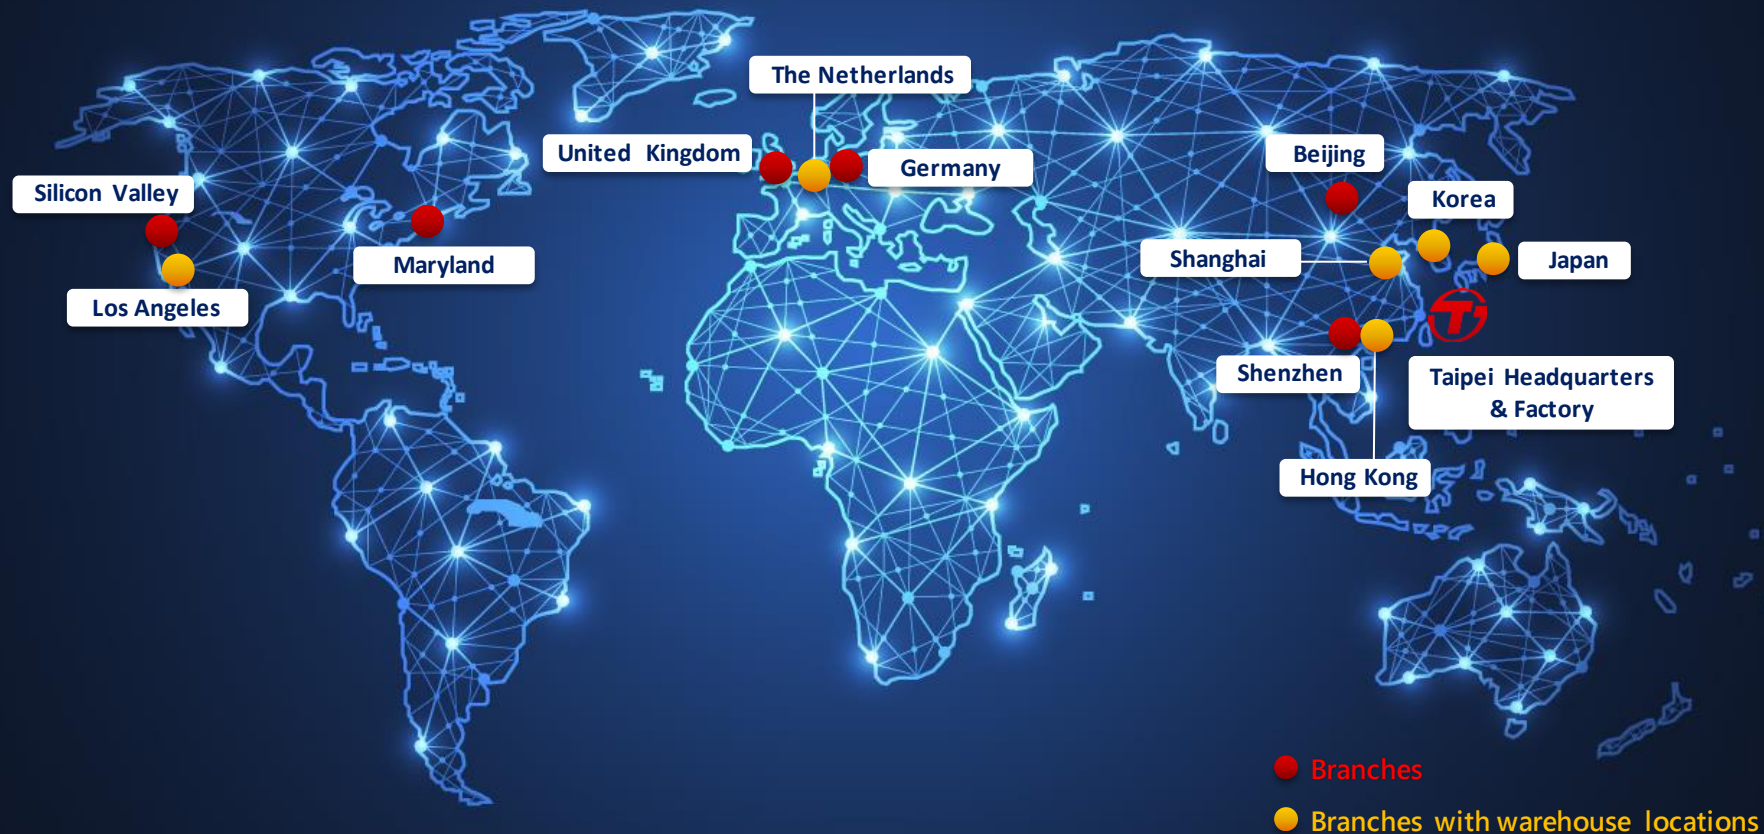 The Netherlands
United Kingdom
Germany
Beijing
Silicon Valley
Korea
Maryland
Shanghai
Japan
Los Angeles
Shenzhen
Taipei Headquarters
& Factory
Hong Kong
Branches
Branches with warehouse locations